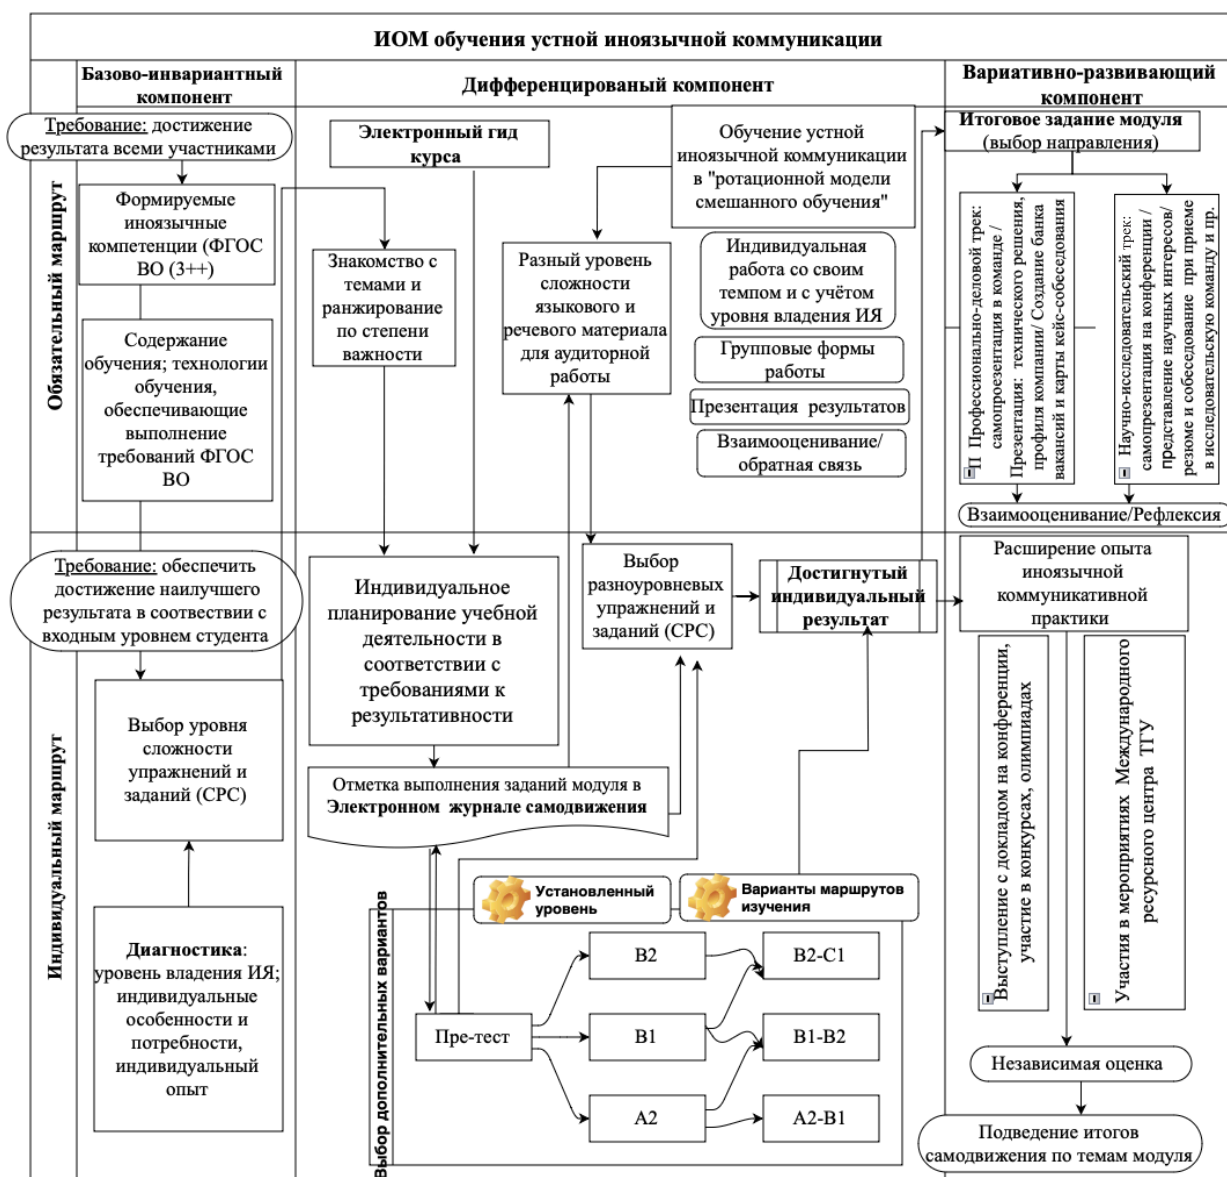 ИОМ обучения устной иноязычной коммуникации
Базово-инвариантный
компонент
Дифференцированый компонент
Вариативно-развивающий
компонент
Обязательный маршрут
Требование: достижение
результата всеми участниками
Формируемые
иноязычные
компетенции (ФГОС
ВО (3++)
Содержание
обучения; технологии
обучения,
обеспечивающие
выполнение
требований ФГОС
ВО
Электронный гид
курса
Знакомство с
темами и
ранжирование
по степени
важности
Разный уровень
сложности
языкового и
речевого материала
для аудиторной
работы
Обучение устной
иноязычной коммуникации
в "ротационной модели
смешанного обучения"
Индивидуальная
работа со своим
темпом и с учётом
уровня владения ИЯ
Групповые формы
работы
Презентация результатов
Взаимооценивание/
обратная связь
Итоговое задание модуля
(выбор направления)
П Профессионально-деловой трек:
самопроезентация в команде /
Презентация: технического решения,
профиля компании/ Создание банка
вакансий и карты кейс-собеседования
Научно-исследовательский трек:
самопрезентация на конференции /
представление научных интересов/
резюме и собеседование при приеме
в исследовательскую команду и пр.
Взаимооценивание/Рефлексия
Индивидуальный маршрут
Требование: обеспечить
достижение наилучшего
результата в соотвествии с
входным уровнем студента
Выбор уровня
сложности
упражнений и
заданий (СРС)
Диагностика:
уровень владения ИЯ;
индивидуальные
особенности и
потребности,
индивидуальный
опыт
Индивидуальное
планирование учебной
деятельности в
соответствии с
требованиями к
результативности
Отметка выполнения заданий модуля в
Электронном журнале самодвижения
Выбор
разноуровневых
упражнений и
заданий (СРС)
Достигнутый
индивидуальный
результат
Выбор дополнительных вариантов
Установленный
уровень
Варианты маршрутов
изучения
Пре-тест
B2
B2-C1
B1
B1-B2
A2
A2-B1
Расширение опыта
иноязычной
коммуникативной
практики
Выступление с докладом на конференции,
участие в конкурсах, олимпиадах
Участия в мероприятиях Международного
ресурсного центра ТГУ
Независимая оценка
Подведение итогов
самодвижения по темам модуля